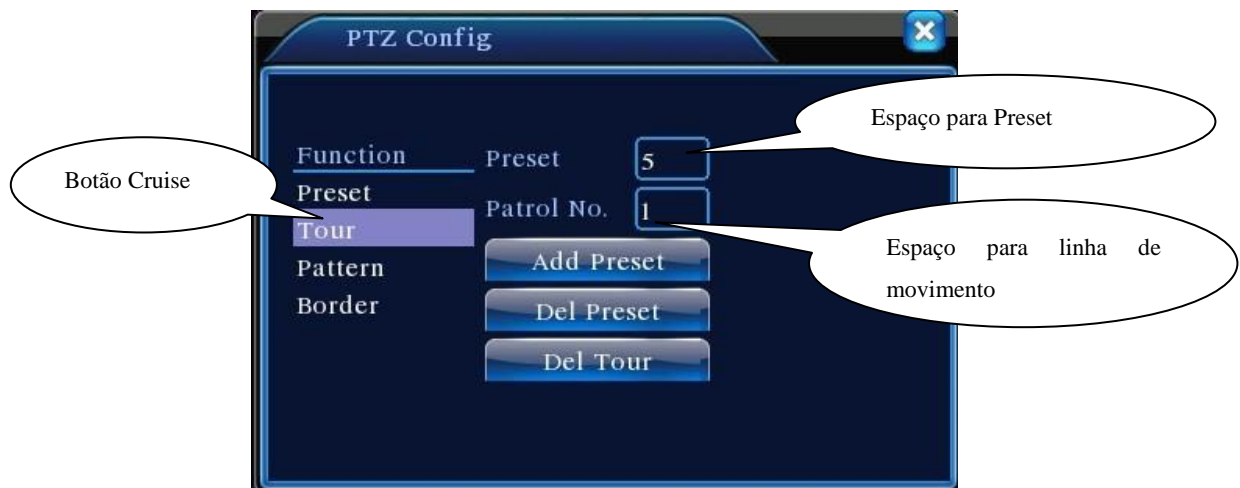 PTZ Config
Espaço para Preset
Botão Cruise
Function
Preset
Tour
Pattern
Border
Preset 5
Patrol No. 1
Add Preset
Del Preset
Del Tour
Espaço para linha de
movimento